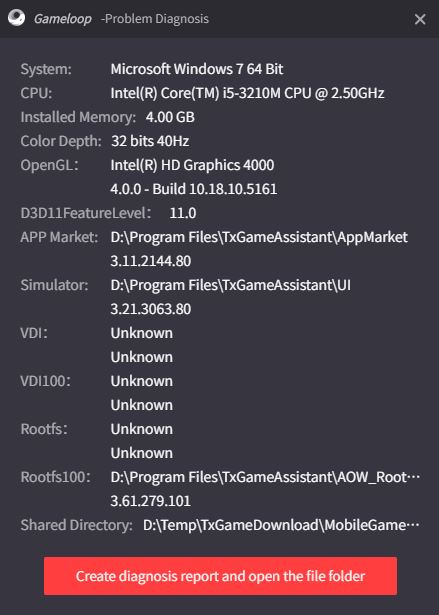 Gameloop -Problem Diagnosis
System: Microsoft Windows 7 64 Bit
CPU: Intel(R) Core(TM) i5-3210M CPU @ 2.50GHz
Installed Memory: 4.00 GB
Color Depth: 32 bits 40Hz
OpenGL: Intel(R) HD Graphics 4000
4.0.0 - Build 10.18.10.5161
D3D11FeatureLevel: 11.0
APP Market: D:\Program Files\TxGameAssistant\AppMarket
3.11.2144.80
Simulator: D:\Program Files\TxGameAssistant\UI
3.21.3063.80
VDI: Unknown
Unknown
VDI100: Unknown
Unknown
Rootfs: Unknown
Unknown
Rootfs100: D:\Program Files\TxGameAssistant\AOW_Root···
3.61.279.101
Shared Directory: D:\Temp\TxGameDownload\MobileGame···
Create diagnosis report and open the file folder